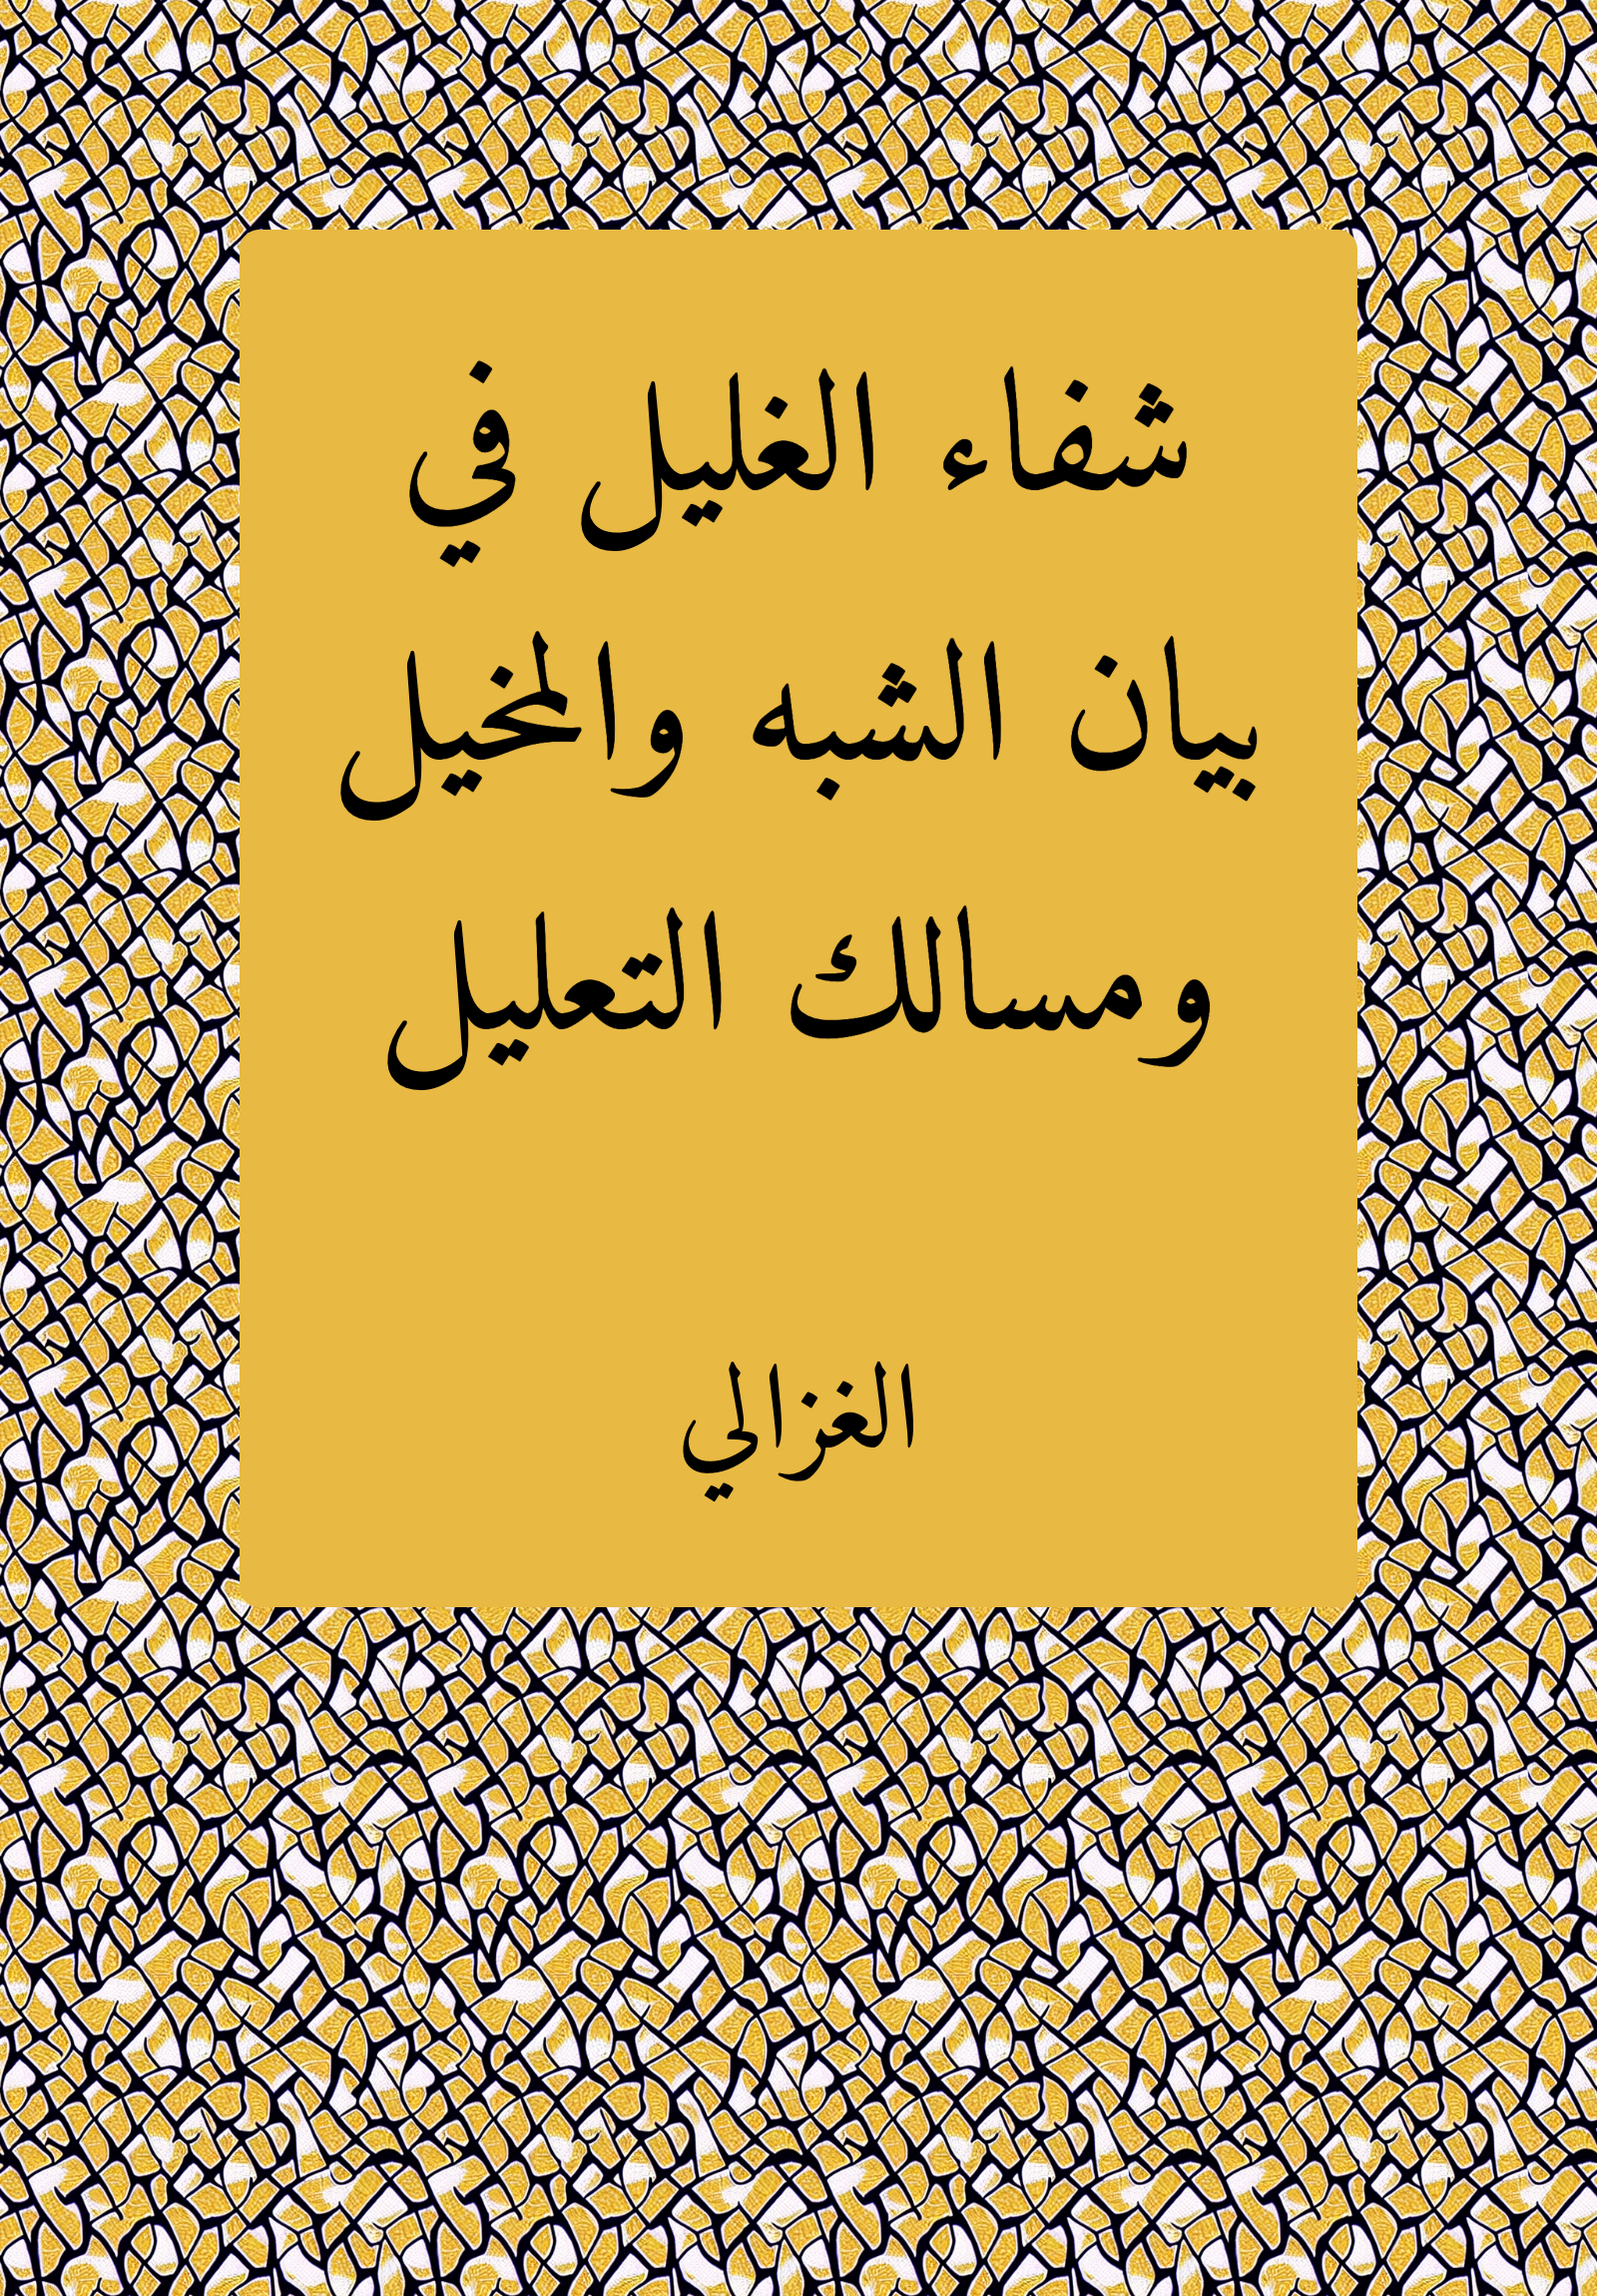 شفاء الغليل في
بيان الشبه والمخيل
ومسالك التعليل
الغزالي